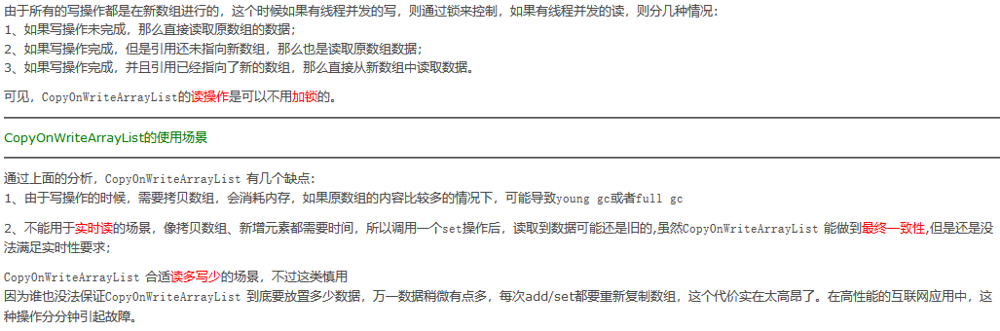 由于所有的写操作都是在新数组进行的，这个时候如果有线程并发的写，则通过锁来控制，如果有线程并发的读，则分几种情况：
1、如果写操作未完成，那么直接读取原数组的数据；
2、如果写操作完成，但是引用还未指向新数组，那么也是读取原数组数据；
3、如果写操作完成，并且引用已经指向了新的数组，那么直接从新数组中读取数据。
可见，CopyOnWriteArrayList的读操作是可以不用加锁的。
CopyOnWriteArrayList的使用场景
通过上面的分析，CopyOnWriteArrayList 有几个缺点：
1、由于写操作的时候，需要拷贝数组，会消耗内存，如果原数组的内容比较多的情况下，可能导致young gc或者full gc
2、不能用于实时读的场景，像拷贝数组、新增元素都需要时间，所以调用一个set操作后，读取到数据可能还是旧的,虽然CopyOnWriteArrayList 能做到最终一致性,但是还是没
法满足实时性要求；
CopyOnWriteArrayList 合适读多写少的场景，不过这类慎用
因为谁也没法保证CopyOnWriteArrayList 到底要放置多少数据，万一数据稍微有点多，每次add/set都要重新复制数组，这个代价实在太高昂了。在高性能的互联网应用中，这
种操作分分钟引起故障。